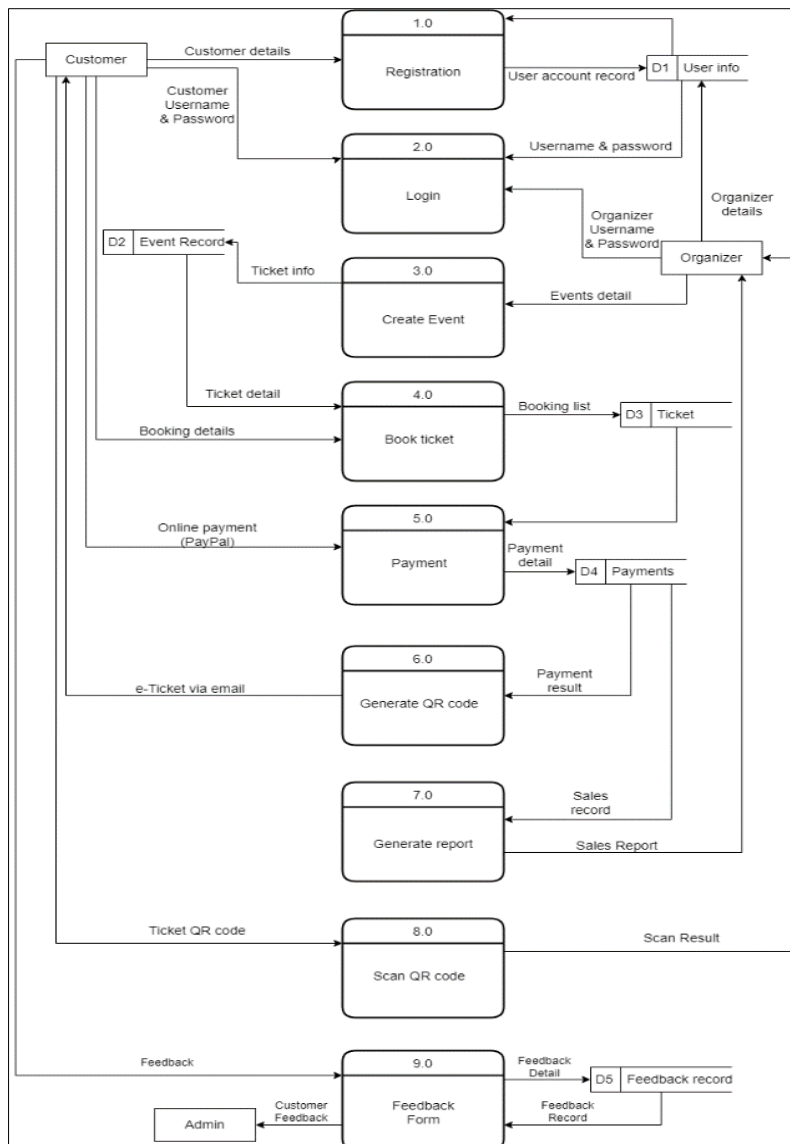 1.0
Customer details
Customer
Registration
User account record
D1 User info
Customer
Username
& Password
2.0
Username & password
Login
Organizer
details
Organizer
Username
& Password
D2 Event Record
Organizer
Ticket info
3.0
Events detail
Create Event
Ticket detail
4.0
Booking list
D3 Ticket
Booking details
Book ticket
5.0
Online payment
(PayPal)
Payment
Payment
detail
D4 Payments
6.0
Payment
result
e-Ticket via email
Generate QR code
7.0
Sales
record
Generate report
Sales Report
Ticket QR code
8.0
Scan Result
Scan QR code
Feedback
9.0
Feedback
Detail
D5 Feedback record
Customer
Feedback
Feedback
Form
Feedback
Record
Admin